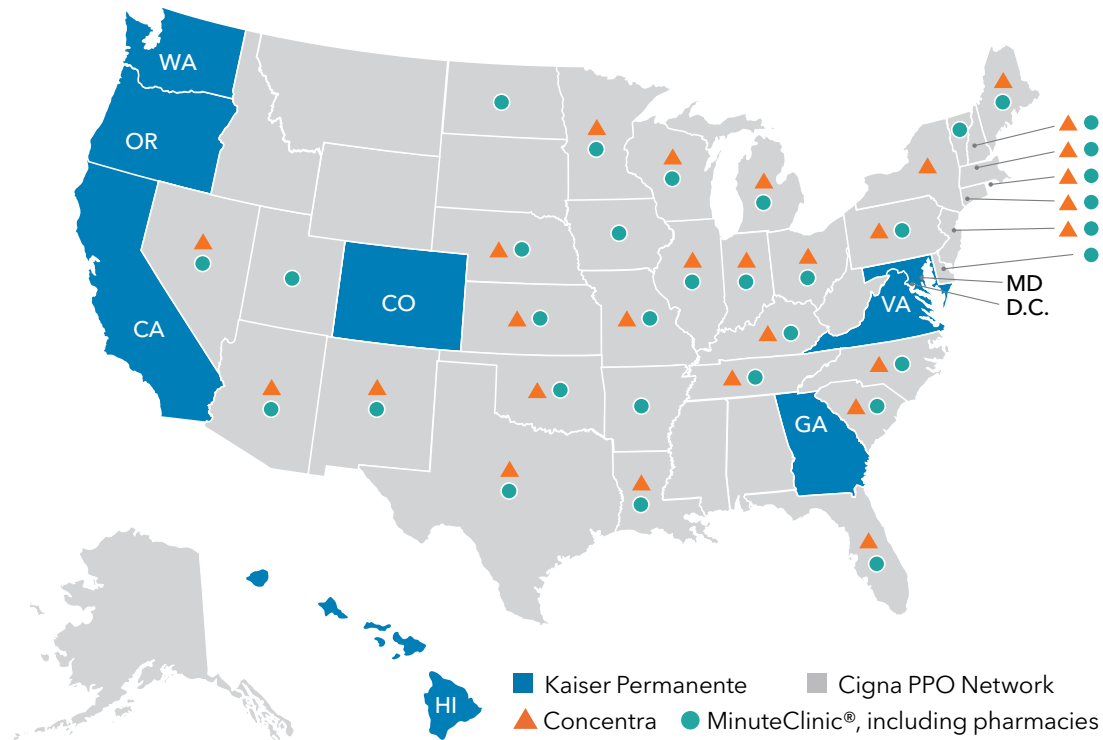 WA
OR
CA
CO
MD
D.C.
VA
GA
HI
Kaiser Permanente
Cigna PPO Network
Concentra
MinuteClinic®, including pharmacies